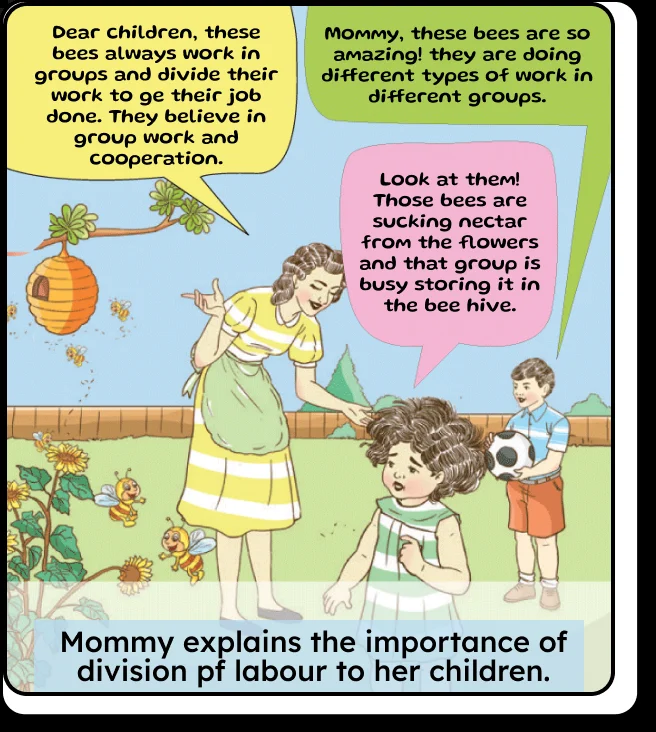 Dear children, these
bees always work in
groups and divide their
work to ge their job
done. They believe in
group work and
cooperation.
Mommy, these bees are so
amazing! they are doing
different types of work in
different groups.
Look at them!
Those bees are
sucking nectar
from the flowers
and that group is
busy storing it in
the bee hive.
Mommy explains the importance of
division pf labour to her children.